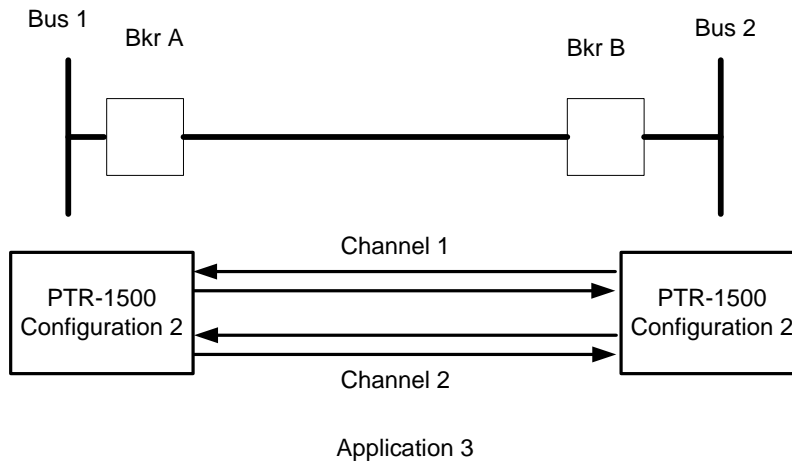 Bus 1
Bkr A
Bkr B
Bus 2
Channel 1
PTR-1500
Configuration 2
PTR-1500
Configuration 2
Channel 2
Application 3